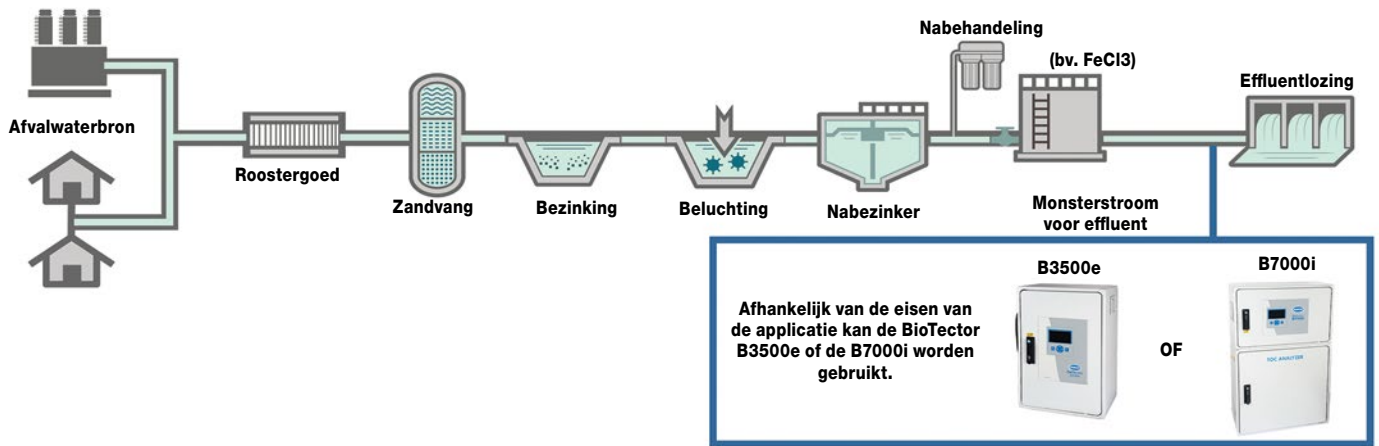 Nabehandeling
(bv. FeCl3)
Effluentlozing
Afvalwaterbron
Roostergoed
Zandvang
Bezinking
Beluchting
Nabezinker
Monsterstroom
voor effluent
B3500e
B7000i
Afhankelijk van de eisen van
de applicatie kan de BioTector
B3500e of de B7000i worden
gebruikt.
OF
TOC ANALYZER